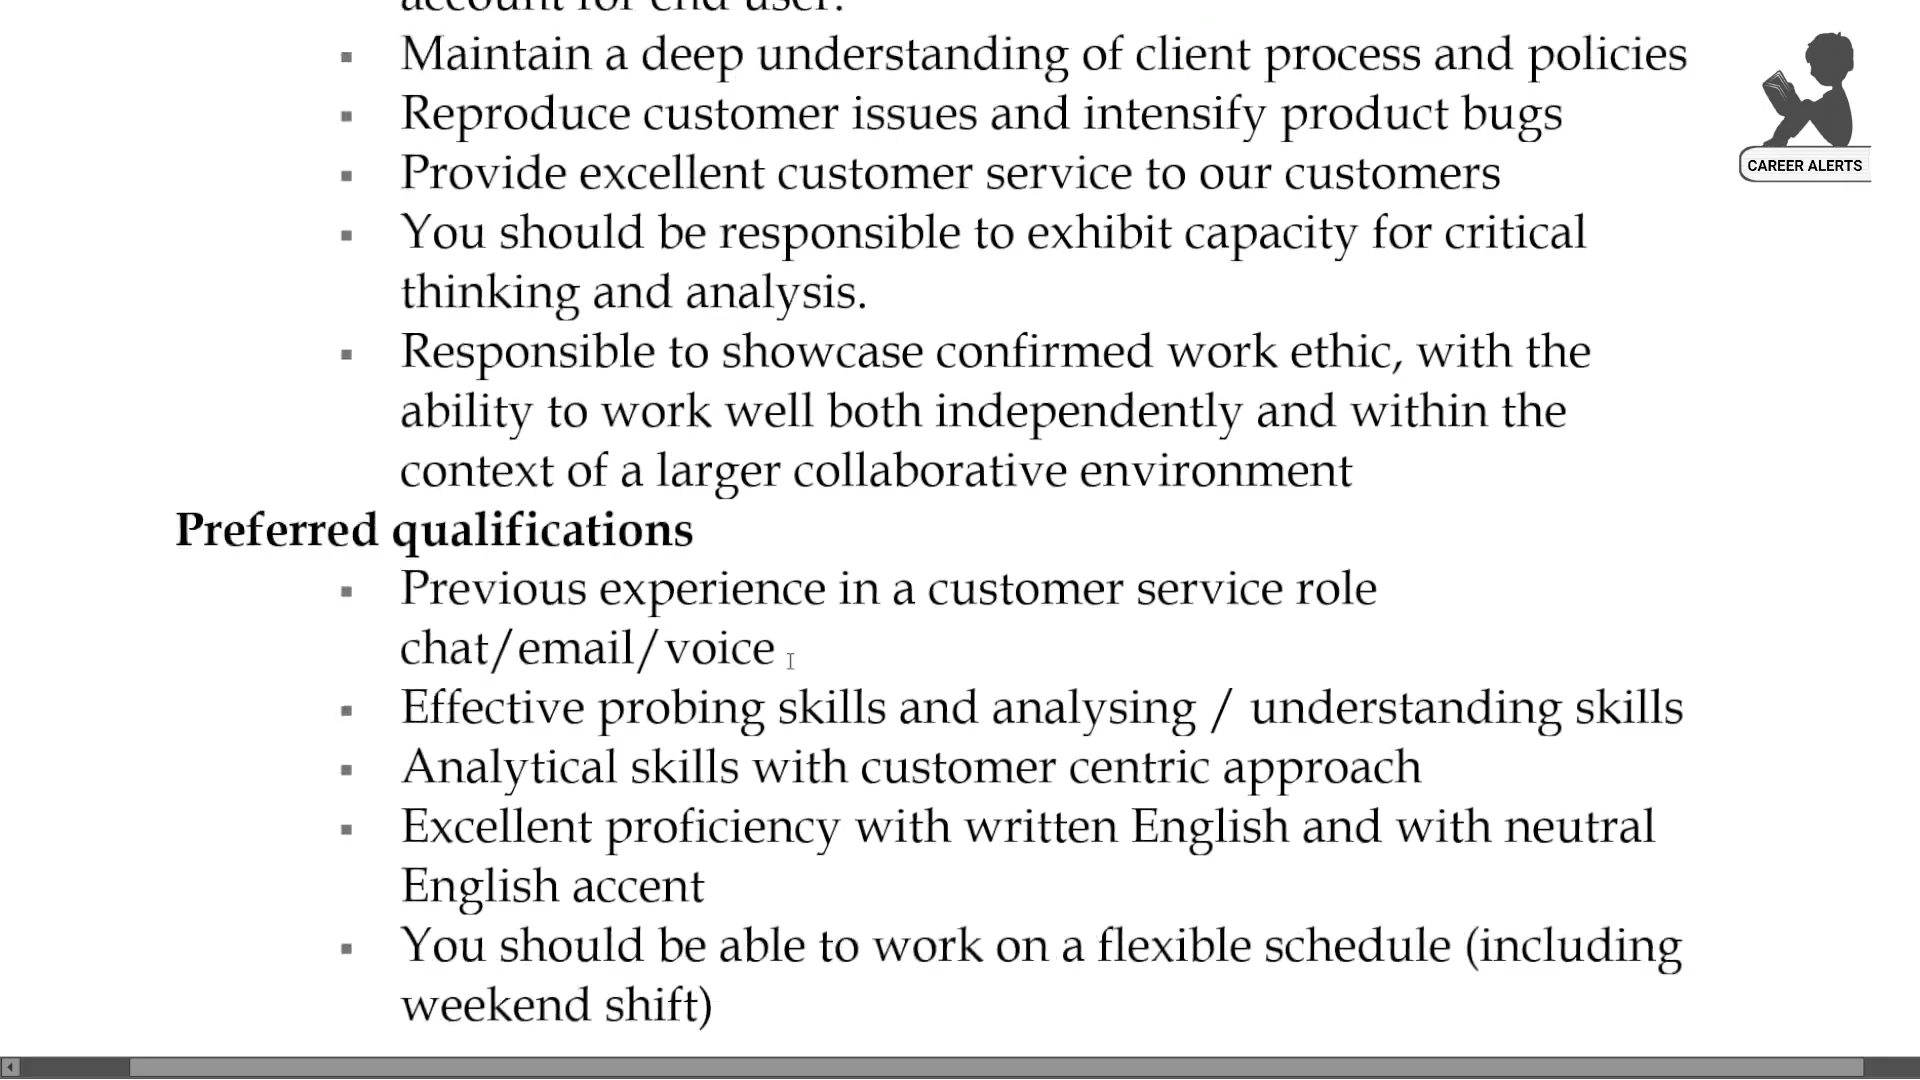 account for end user.
▪ Maintain a deep understanding of client process and policies
▪ Reproduce customer issues and intensify product bugs
▪ Provide excellent customer service to our customers
▪ You should be responsible to exhibit capacity for critical
thinking and analysis.
▪ Responsible to showcase confirmed work ethic, with the
ability to work well both independently and within the
context of a larger collaborative environment
Preferred qualifications
▪ Previous experience in a customer service role
chat/email/voice
▪ Effective probing skills and analysing / understanding skills
▪ Analytical skills with customer centric approach
▪ Excellent proficiency with written English and with neutral
English accent
▪ You should be able to work on a flexible schedule (including
weekend shift)
CAREER ALERTS